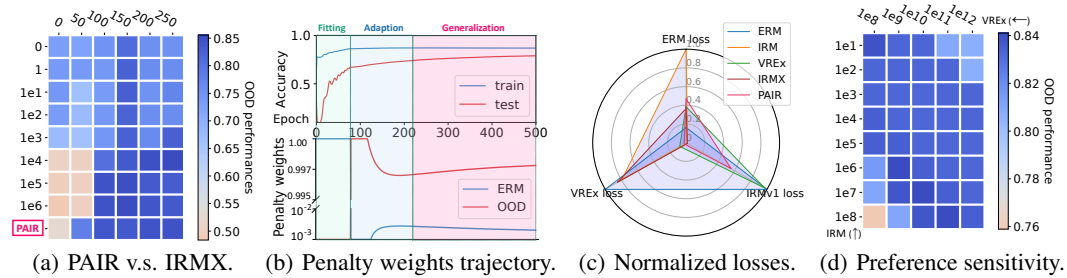 0 50 100 150 200 250
0
1
1e1
1e2
1e3
1e4
1e5
1e6
PAIR
0.85
0.80
0.75
0.70
0.65
0.60
0.55
0.50
OOD performances
(a) PAIR v.s. IRMX.
Fitting Adaption Generalization
1.0
0.5
0.0
Accuracy
train
test
Epoch
0 100 200 300 400 500
1.00
0.997
0.995
10⁻²
10⁻³
Penalty weights
ERM
OOD
(b) Penalty weights trajectory.
ERM loss
1.0
0.8
0.6
0.4
0.2
VREx loss
IRMv1 loss
ERM
IRM
VREx
IRMX
PAIR
(c) Normalized losses.
1e8 1e9 1e10 1e11 1e12
VREx (←)
1e1
1e2
1e3
1e4
1e5
1e6
1e7
1e8
IRM (↑)
0.84
0.82
0.80
0.78
0.76
OOD performance
(d) Preference sensitivity.